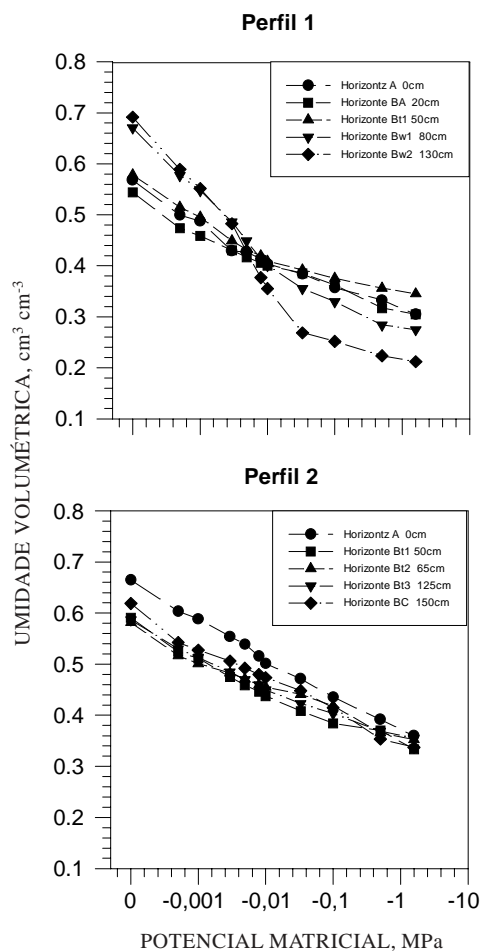 Perfil 1
0.8
0.7
0.6
0.5
0.4
0.3
0.2
0.1
Horizontz A 0cm
Horizonte BA 20cm
Horizonte Bt1 50cm
Horizonte Bw1 80cm
Horizonte Bw2 130cm
UMIDADE VOLUMÉTRICA, cm³ cm⁻³
Perfil 2
0.8
0.7
0.6
0.5
0.4
0.3
0.2
0.1
Horizontz A 0cm
Horizonte Bt1 50cm
Horizonte Bt2 65cm
Horizonte Bt3 125cm
Horizonte BC 150cm
0 -0,001 -0,01 -0,1 -1 -10
POTENCIAL MATRICIAL, MPa